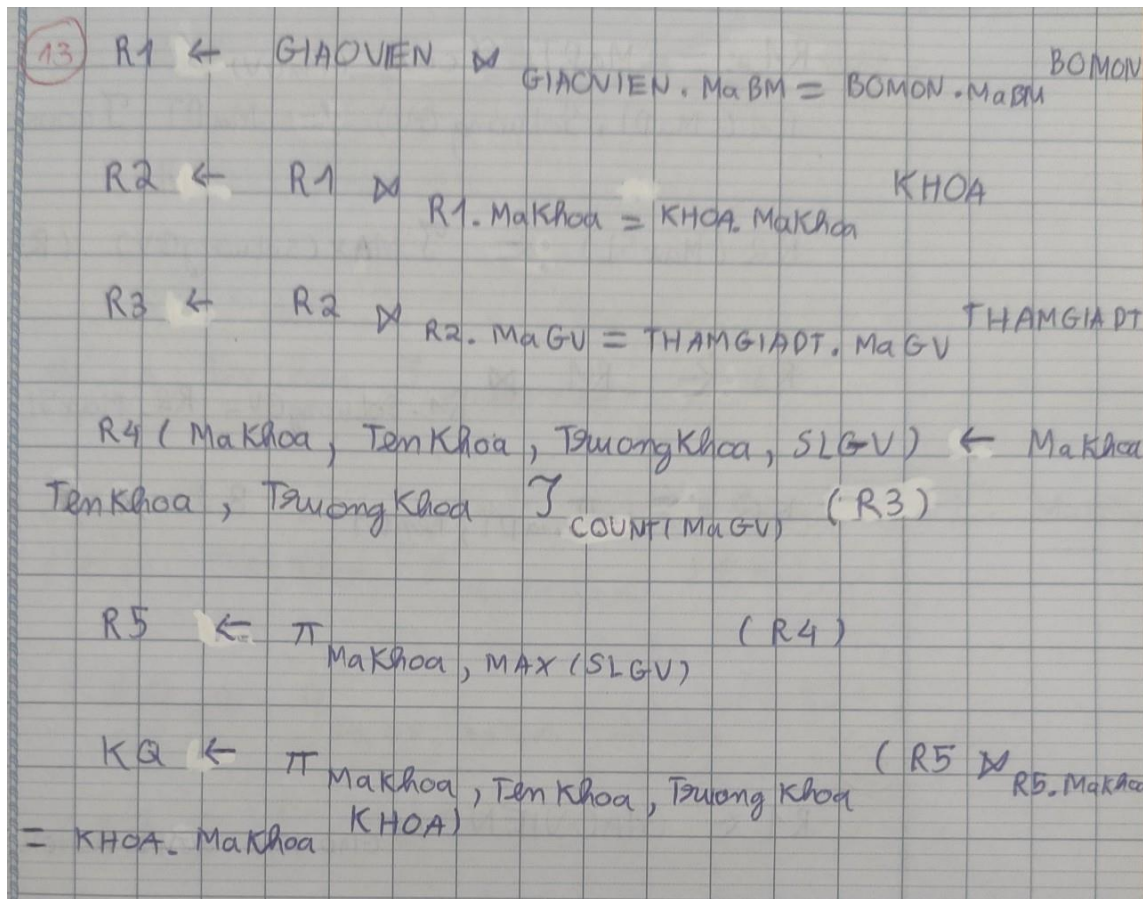 13 R1 ← GIAOVIEN ⋈ GIAOVIEN.MaBM = BOMON.MaBM BOMON
R2 ← R1 ⋈ R1.MaKhoa = KHOA.MaKhoa KHOA
R3 ← R2 ⋈ R2.MaGV = THAMGIADT.MaGV THAMGIADT
R4 (MaKhoa, TenKhoa, TruongKhoa, SLGV) ← MaKhoa
TenKhoa, TruongKhoa ℑ COUNT(MaGV) (R3)
R5 ← π MaKhoa, MAX(SLGV) (R4)
KQ ← π MaKhoa, TenKhoa, TruongKhoa (R5 ⋈ R5.MaKhoa
= KHOA.MaKhoa KHOA)